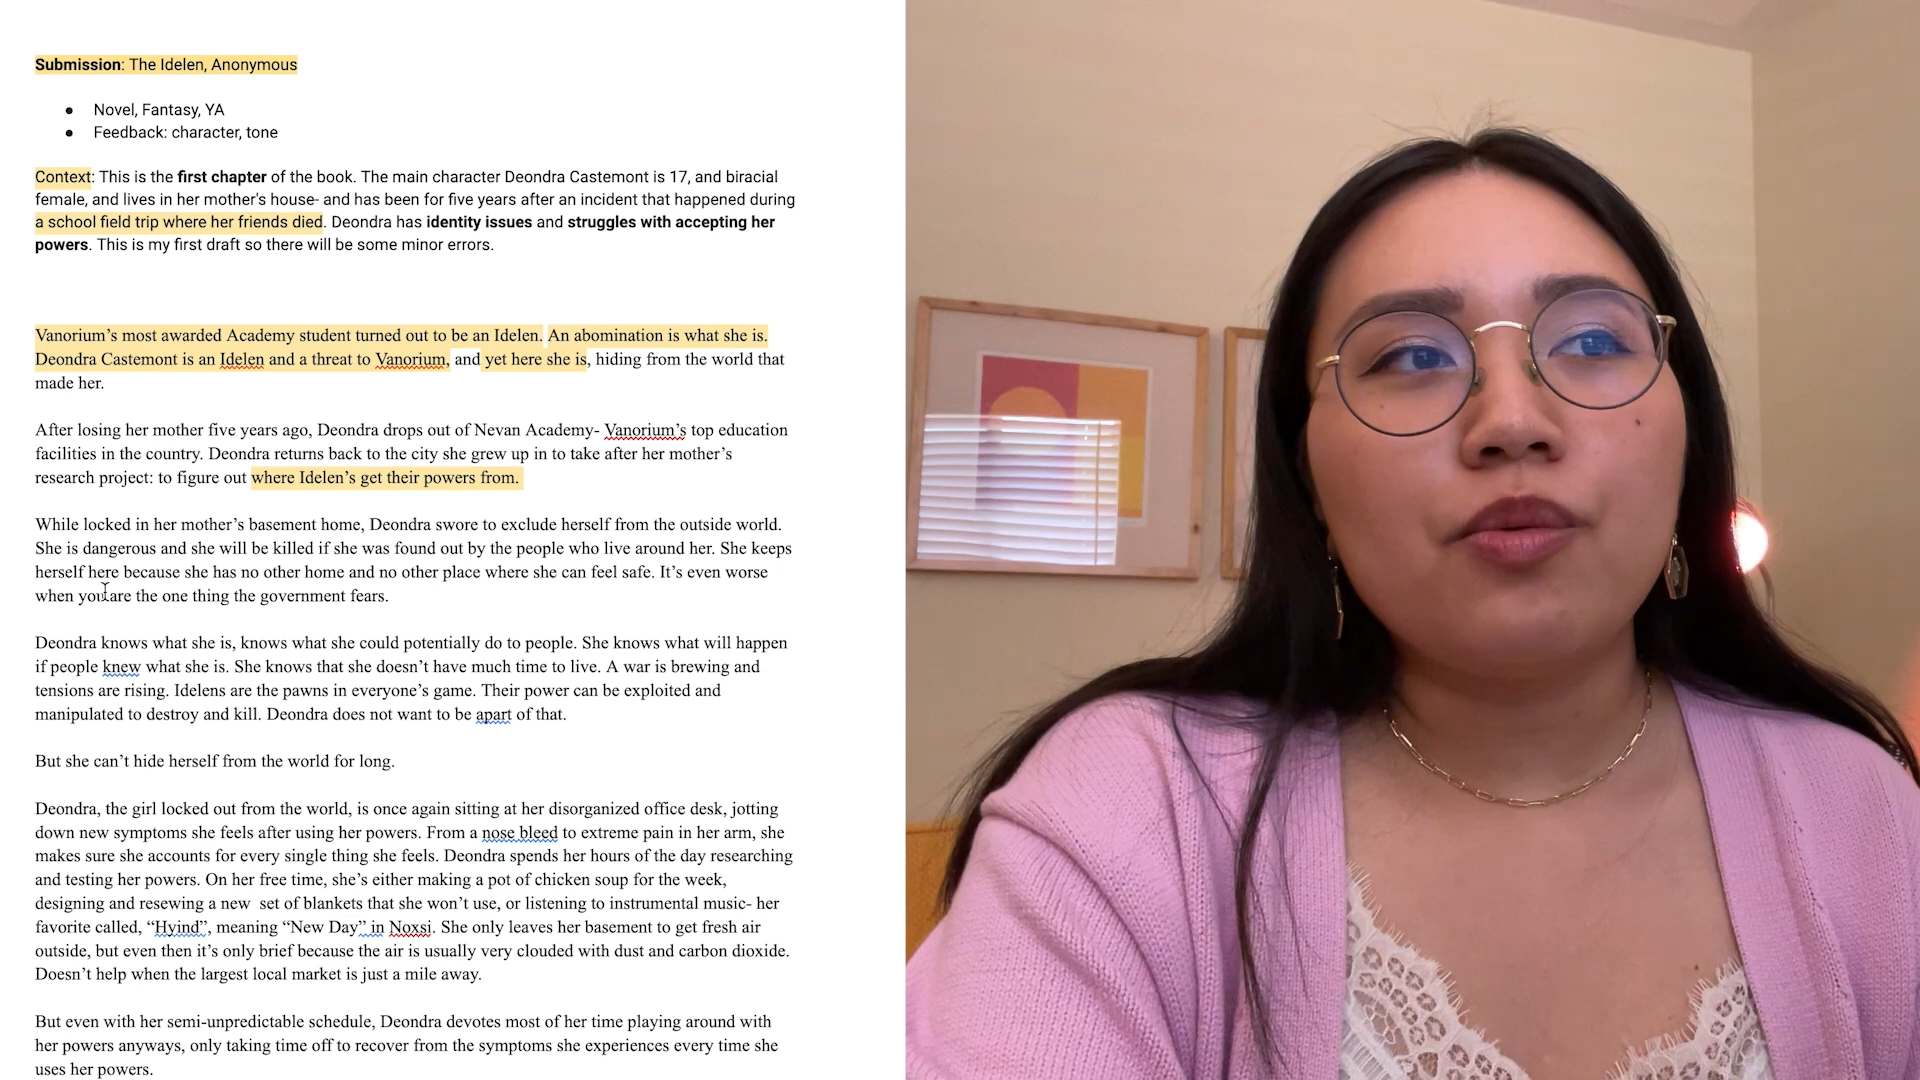 Submission: The Idelen, Anonymous
● Novel, Fantasy, YA
● Feedback: character, tone
Context: This is the first chapter of the book. The main character Deondra Castemont is 17, and biracial
female, and lives in her mother's house- and has been for five years after an incident that happened during
a school field trip where her friends died. Deondra has identity issues and struggles with accepting her
powers. This is my first draft so there will be some minor errors.
Vanorium’s most awarded Academy student turned out to be an Idelen. An abomination is what she is.
Deondra Castemont is an Idelen and a threat to Vanorium, and yet here she is, hiding from the world that
made her.
After losing her mother five years ago, Deondra drops out of Nevan Academy- Vanorium’s top education
facilities in the country. Deondra returns back to the city she grew up in to take after her mother’s
research project: to figure out where Idelen’s get their powers from.
While locked in her mother’s basement home, Deondra swore to exclude herself from the outside world.
She is dangerous and she will be killed if she was found out by the people who live around her. She keeps
herself here because she has no other home and no other place where she can feel safe. It’s even worse
when you are the one thing the government fears.
Deondra knows what she is, knows what she could potentially do to people. She knows what will happen
if people knew what she is. She knows that she doesn’t have much time to live. A war is brewing and
tensions are rising. Idelens are the pawns in everyone’s game. Their power can be exploited and
manipulated to destroy and kill. Deondra does not want to be apart of that.
But she can’t hide herself from the world for long.
Deondra, the girl locked out from the world, is once again sitting at her disorganized office desk, jotting
down new symptoms she feels after using her powers. From a nose bleed to extreme pain in her arm, she
makes sure she accounts for every single thing she feels. Deondra spends her hours of the day researching
and testing her powers. On her free time, she’s either making a pot of chicken soup for the week,
designing and resewing a new  set of blankets that she won’t use, or listening to instrumental music- her
favorite called, “Hyind”, meaning “New Day” in Noxsi. She only leaves her basement to get fresh air
outside, but even then it’s only brief because the air is usually very clouded with dust and carbon dioxide.
Doesn’t help when the largest local market is just a mile away.
But even with her semi-unpredictable schedule, Deondra devotes most of her time playing around with
her powers anyways, only taking time off to recover from the symptoms she experiences every time she
uses her powers.